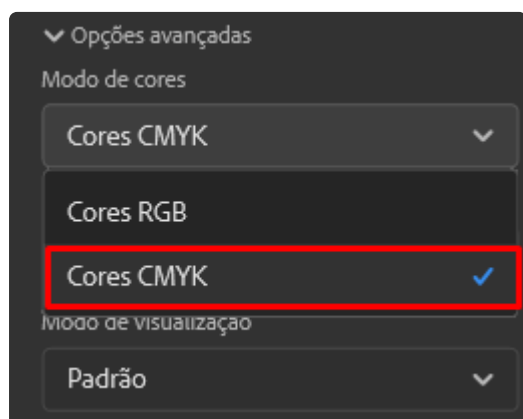 Opções avançadas
Modo de cores
Cores CMYK
Cores RGB
Cores CMYK
Modo de visualização
Padrão